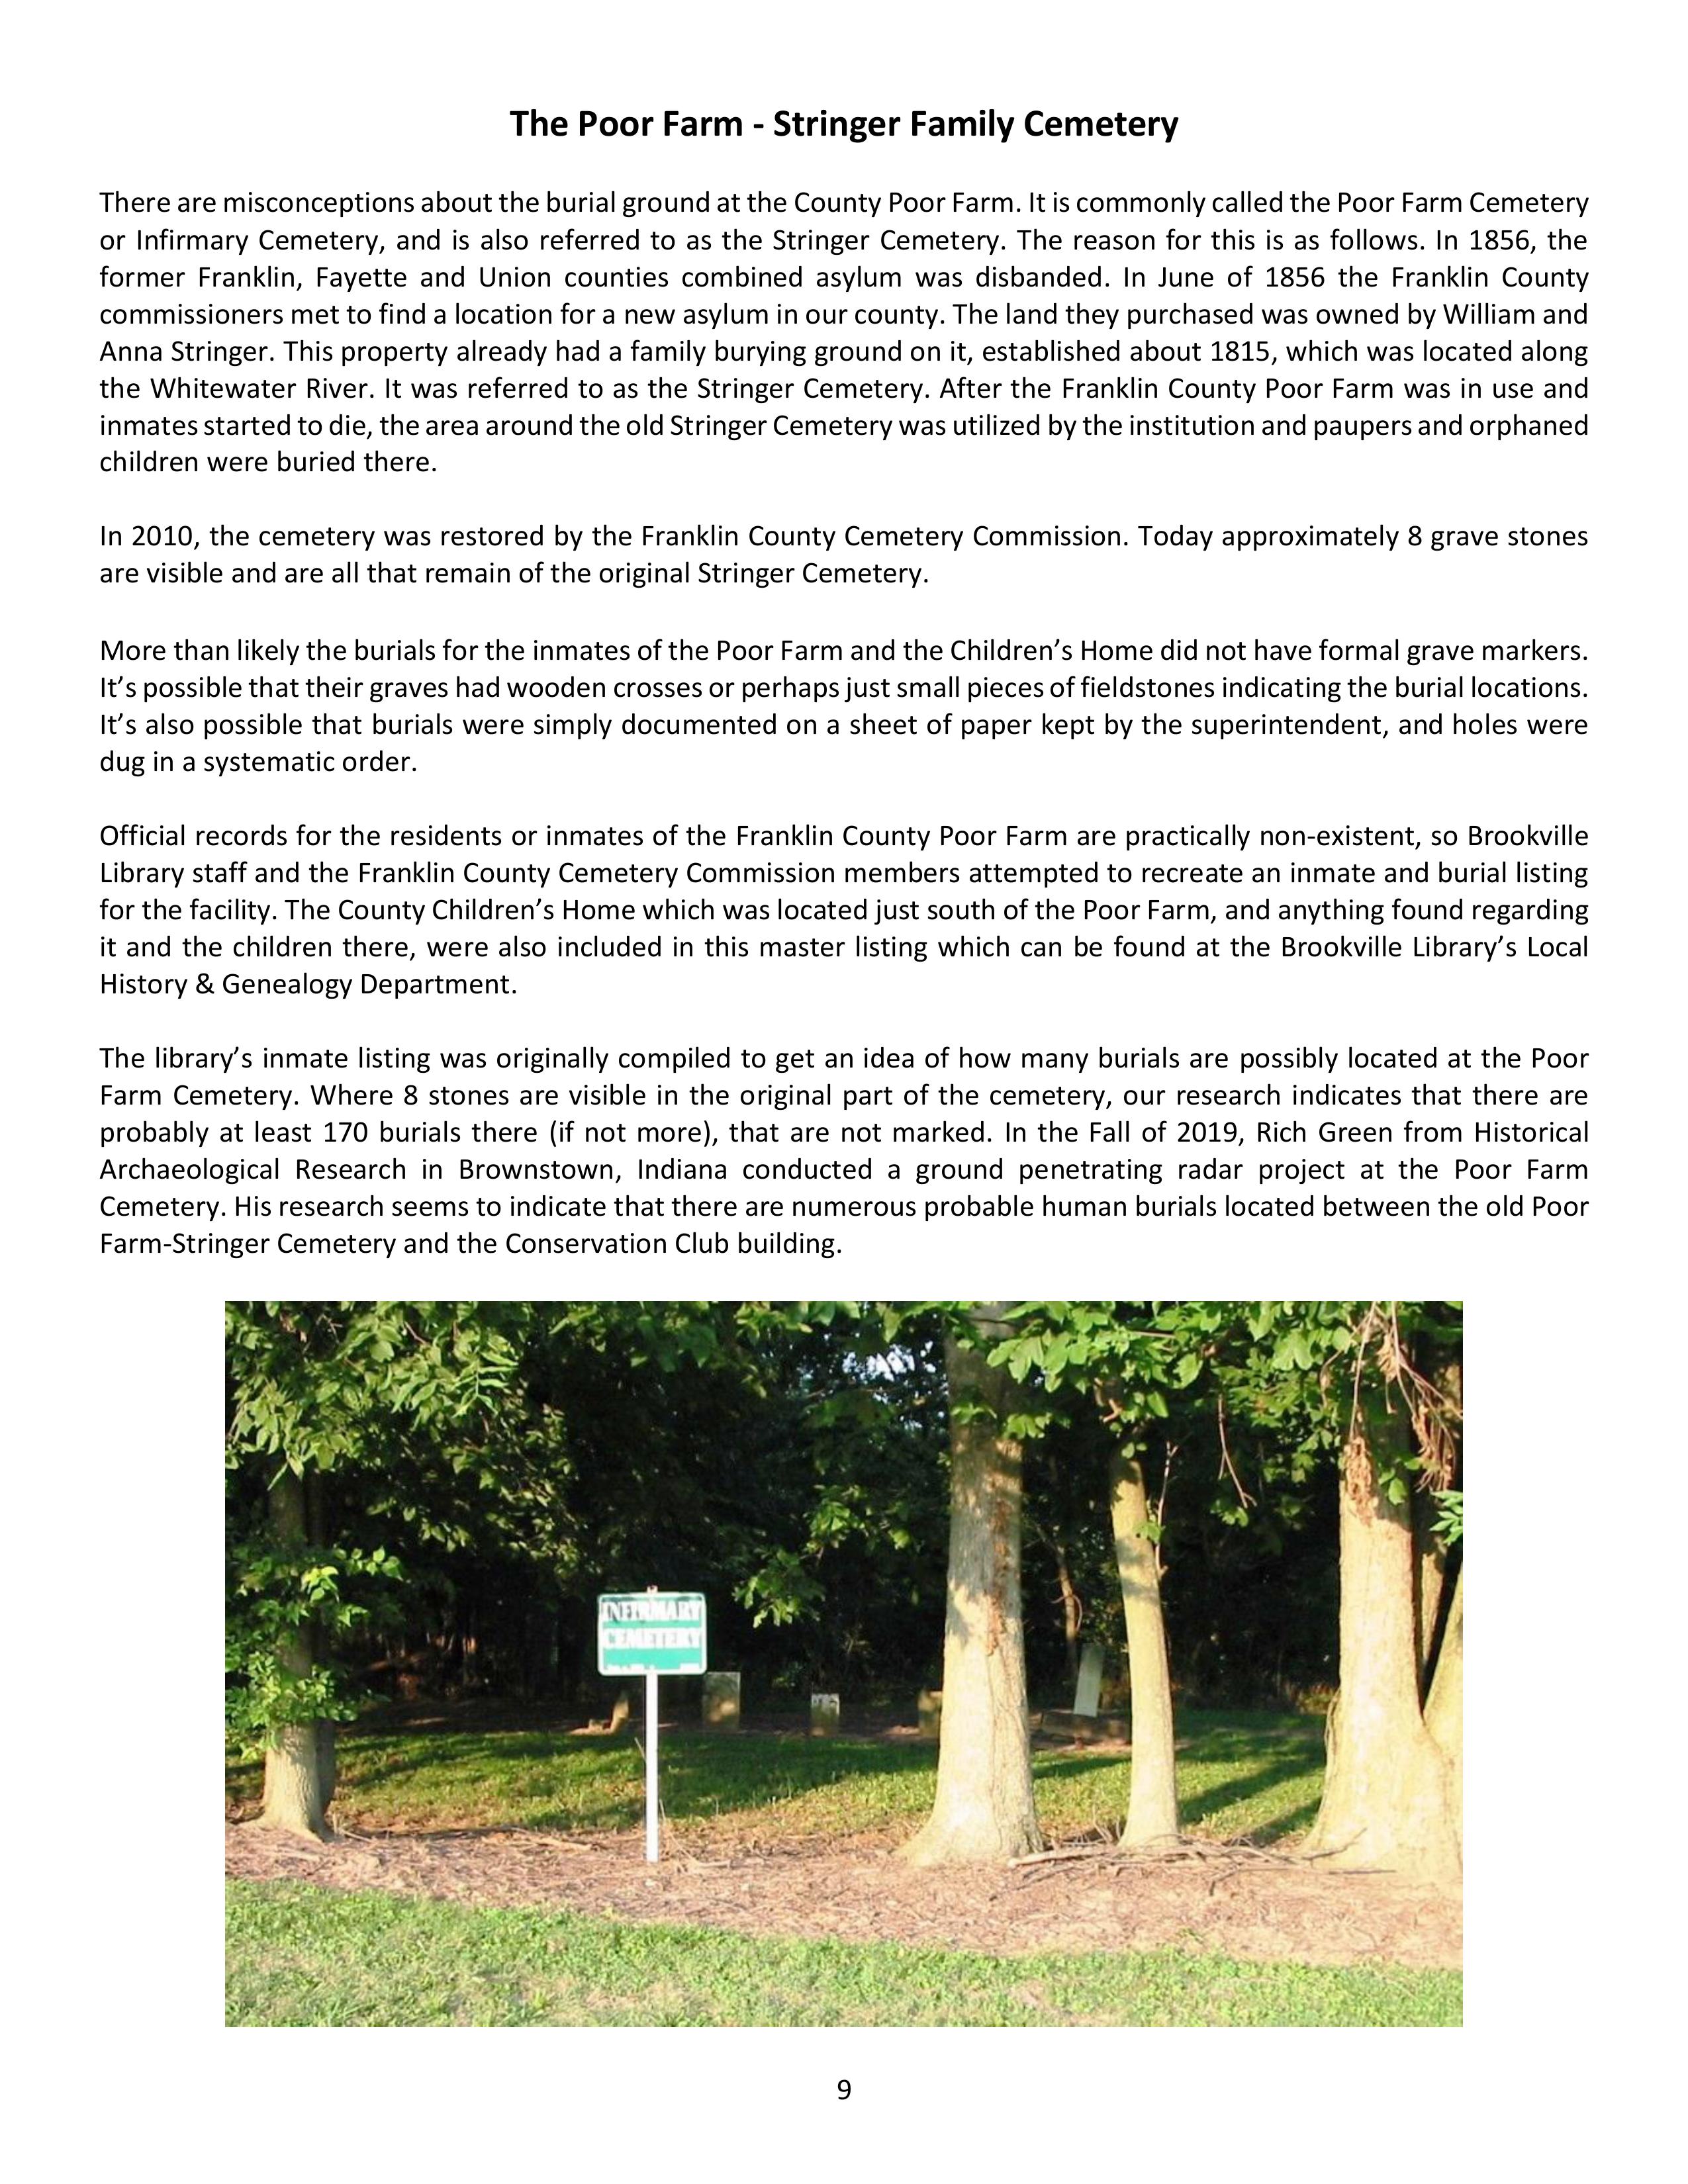 The Poor Farm - Stringer Family Cemetery
There are misconceptions about the burial ground at the County Poor Farm. It is commonly called the Poor Farm Cemetery
or Infirmary Cemetery, and is also referred to as the Stringer Cemetery. The reason for this is as follows. In 1856, the
former Franklin, Fayette and Union counties combined asylum was disbanded. In June of 1856 the Franklin County
commissioners met to find a location for a new asylum in our county. The land they purchased was owned by William and
Anna Stringer. This property already had a family burying ground on it, established about 1815, which was located along
the Whitewater River. It was referred to as the Stringer Cemetery. After the Franklin County Poor Farm was in use and
inmates started to die, the area around the old Stringer Cemetery was utilized by the institution and paupers and orphaned
children were buried there.
In 2010, the cemetery was restored by the Franklin County Cemetery Commission. Today approximately 8 grave stones
are visible and are all that remain of the original Stringer Cemetery.
More than likely the burials for the inmates of the Poor Farm and the Children’s Home did not have formal grave markers.
It’s possible that their graves had wooden crosses or perhaps just small pieces of fieldstones indicating the burial locations.
It’s also possible that burials were simply documented on a sheet of paper kept by the superintendent, and holes were
dug in a systematic order.
Official records for the residents or inmates of the Franklin County Poor Farm are practically non-existent, so Brookville
Library staff and the Franklin County Cemetery Commission members attempted to recreate an inmate and burial listing
for the facility. The County Children’s Home which was located just south of the Poor Farm, and anything found regarding
it and the children there, were also included in this master listing which can be found at the Brookville Library’s Local
History & Genealogy Department.
The library’s inmate listing was originally compiled to get an idea of how many burials are possibly located at the Poor
Farm Cemetery. Where 8 stones are visible in the original part of the cemetery, our research indicates that there are
probably at least 170 burials there (if not more), that are not marked. In the Fall of 2019, Rich Green from Historical
Archaeological Research in Brownstown, Indiana conducted a ground penetrating radar project at the Poor Farm
Cemetery. His research seems to indicate that there are numerous probable human burials located between the old Poor
Farm-Stringer Cemetery and the Conservation Club building.
INFIRMARY
CEMETERY
9